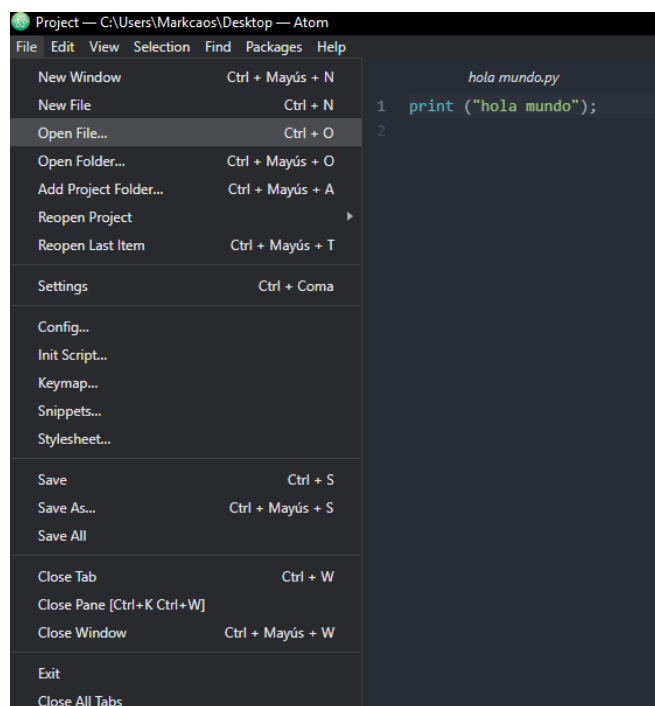 Project — C:\Users\Markcaos\Desktop — Atom
File Edit View Selection Find Packages Help
New Window Ctrl + Mayús + N
New File Ctrl + N
Open File... Ctrl + O
Open Folder... Ctrl + Mayús + O
Add Project Folder... Ctrl + Mayús + A
Reopen Project
Reopen Last Item Ctrl + Mayús + T
Settings Ctrl + Coma
Config...
Init Script...
Keymap...
Snippets...
Stylesheet...
Save Ctrl + S
Save As... Ctrl + Mayús + S
Save All
Close Tab Ctrl + W
Close Pane [Ctrl+K Ctrl+W]
Close Window Ctrl + Mayús + W
Exit
Close All Tabs
hola mundo.py
1 print ("hola mundo");
2